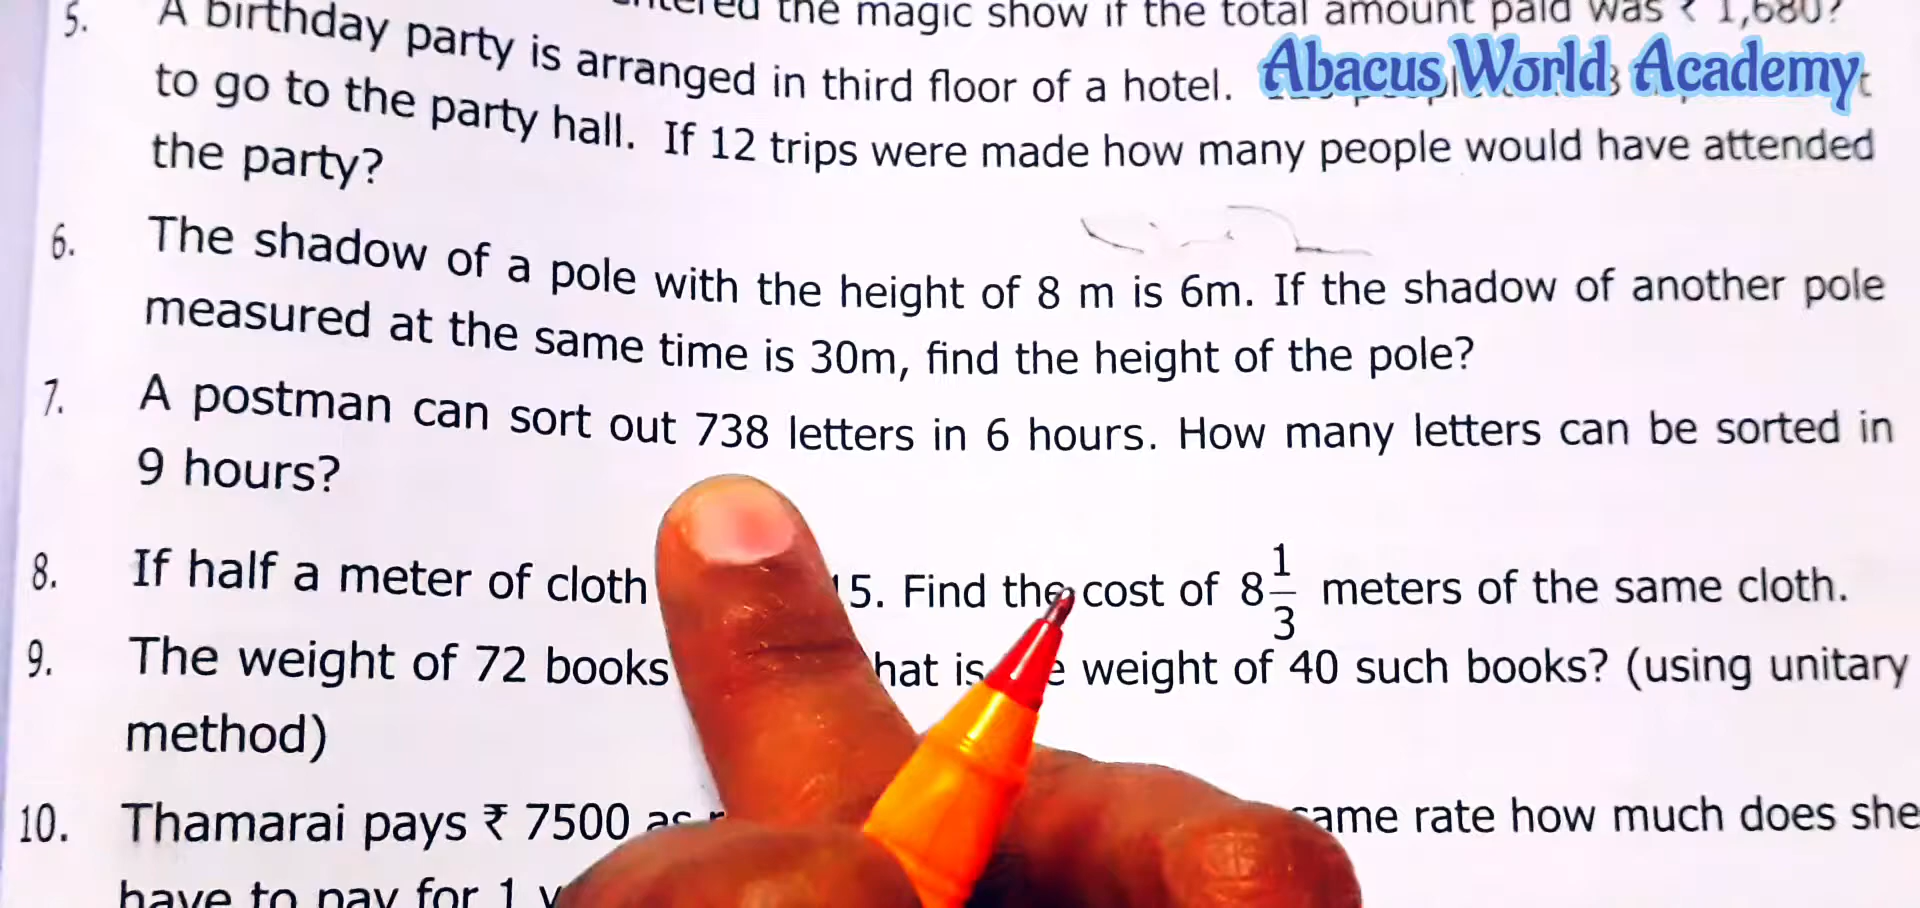 entered the magic show if the total amount paid was ₹ 1,680?
5. A birthday party is arranged in third floor of a hotel.
Abacus World Academy
to go to the party hall. If 12 trips were made how many people would have attended
the party?
6. The shadow of a pole with the height of 8 m is 6m. If the shadow of another pole
measured at the same time is 30m, find the height of the pole?
7. A postman can sort out 738 letters in 6 hours. How many letters can be sorted in
9 hours?
8. If half a meter of cloth 15. Find the cost of 8 1/3 meters of the same cloth.
9. The weight of 72 books hat is weight of 40 such books? (using unitary
method)
10. Thamarai pays ₹ 7500 as same rate how much does she
have to pay for 1